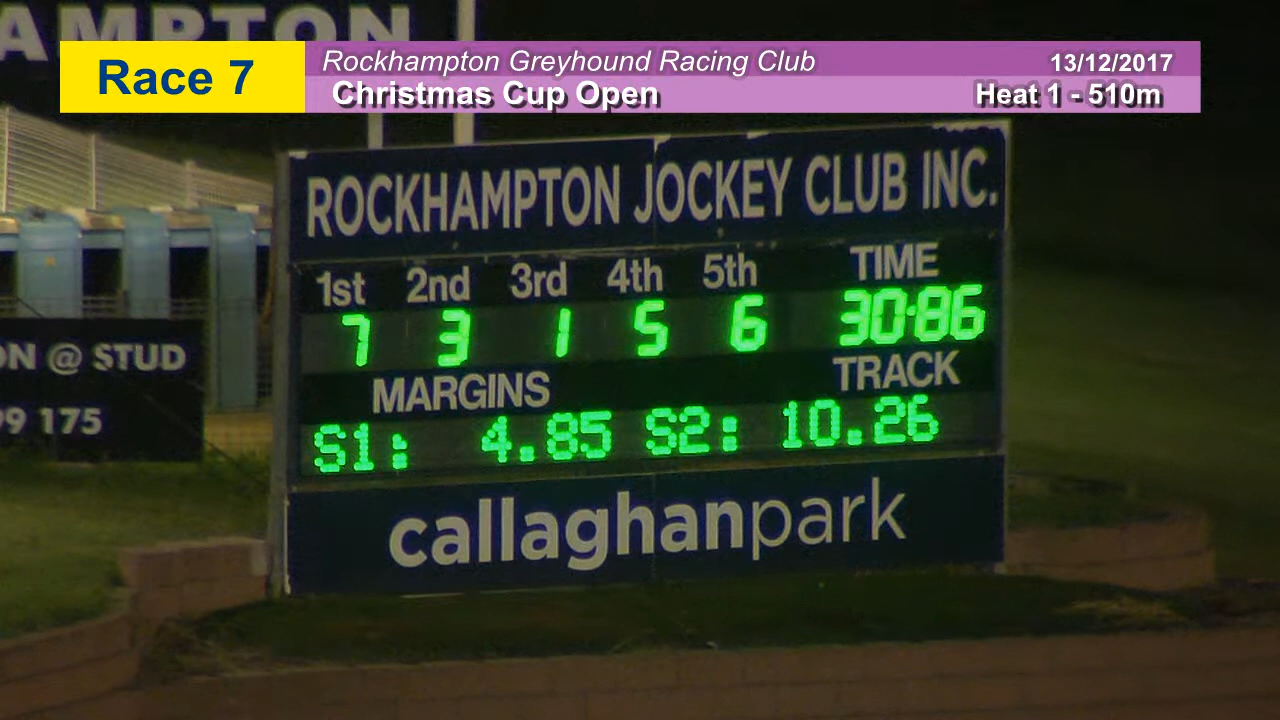 AMPTON
Race 7
Rockhampton Greyhound Racing Club
13/12/2017
Christmas Cup Open
Heat 1 - 510m
ROCKHAMPTON JOCKEY CLUB INC.
1st 2nd 3rd 4th 5th TIME
7 3 1 5 6 30·86
MARGINS TRACK
S1: 4.85 S2: 10.26
ON @ STUD
99 175
callaghanpark